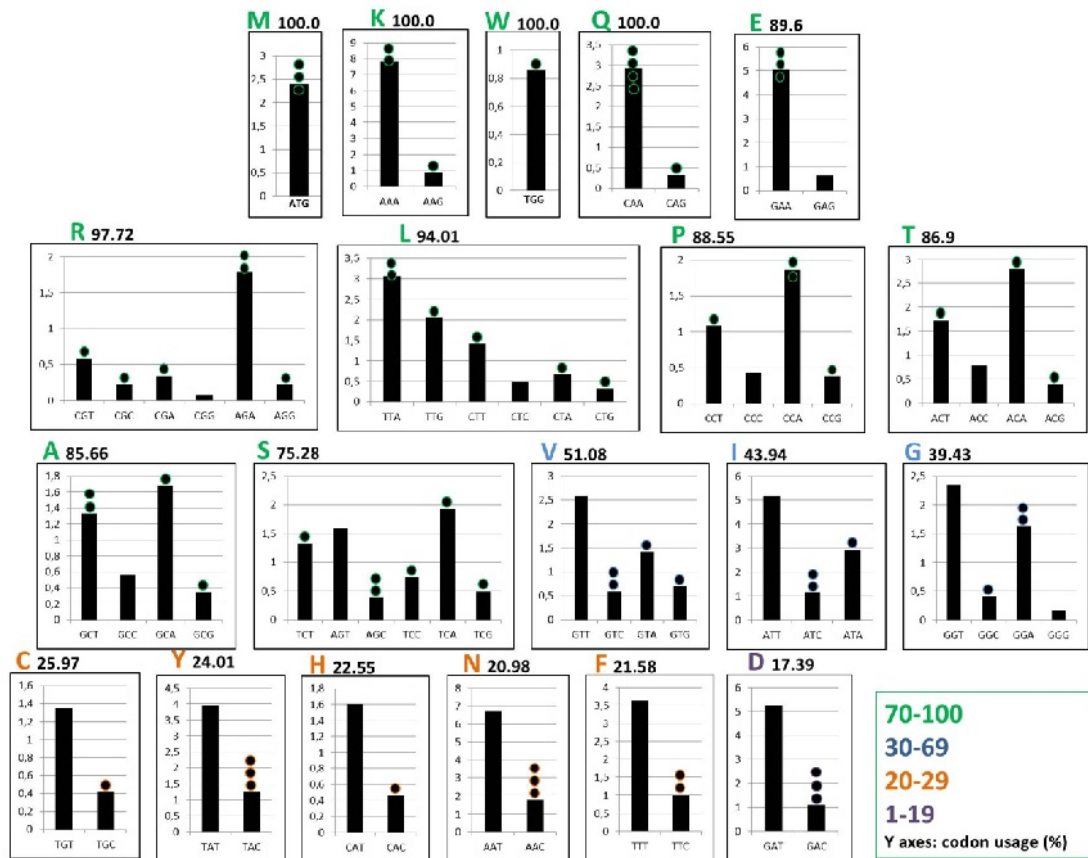 M 100.0 K 100.0 W 100.0 Q 100.0 E 89.6
3 2,5 2 1,5 1 0,5 0
ATG
9 8 7 6 5 4 3 2 1 0
AAA AAG
1 0,8 0,6 0,4 0,2 0
TGG
3,5 3 2,5 2 1,5 1 0,5 0
CAA CAG
6 5 4 3 2 1 0
GAA GAG
R 97.72 L 94.01 P 88.55 T 86.9
2 1,5 1 0,5 0
CGT CGC CGA CGG AGA AGG
3,5 3 2,5 2 1,5 1 0,5 0
TTA TTG CTT CTC CTA CTG
2 1,5 1 0,5 0
CCT CCC CCA CCG
3 2,5 2 1,5 1 0,5 0
ACT ACC ACA ACG
A 85.66 S 75.28 V 51.08 I 43.94 G 39.43
1,8 1,6 1,4 1,2 1 0,8 0,6 0,4 0,2 0
GCT GCC GCA GCG
2,5 2 1,5 1 0,5 0
TCT AGT AGC TCC TCA TCG
3 2,5 2 1,5 1 0,5 0
GTT GTC GTA GTG
6 5 4 3 2 1 0
ATT ATC ATA
2,5 2 1,5 1 0,5 0
GGT GGC GGA GGG
C 25.97 Y 24.01 H 22.55 N 20.98 F 21.58 D 17.39
1,6 1,4 1,2 1 0,8 0,6 0,4 0,2 0
TGT TGC
4,5 4 3,5 3 2,5 2 1,5 1 0,5 0
TAT TAC
1,8 1,6 1,4 1,2 1 0,8 0,6 0,4 0,2 0
CAT CAC
8 7 6 5 4 3 2 1 0
AAT AAC
4 3,5 3 2,5 2 1,5 1 0,5 0
TTT TTC
6 5 4 3 2 1 0
GAT GAC
70-100
30-69
20-29
1-19
Y axes: codon usage (%)